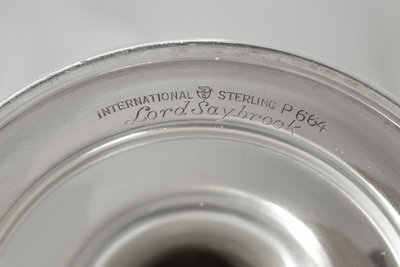 INTERNATIONAL STERLING P664
Lord Saybrook